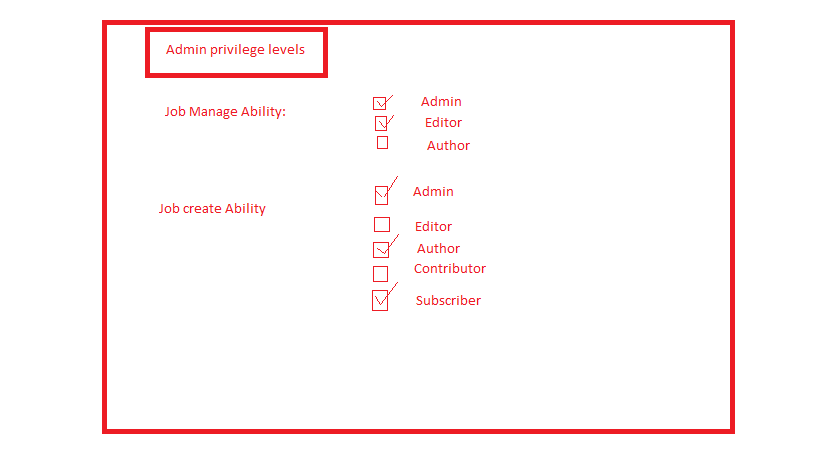 Admin privilege levels
Job Manage Ability:
Admin
Editor
Author
Job create Ability
Admin
Editor
Author
Contributor
Subscriber